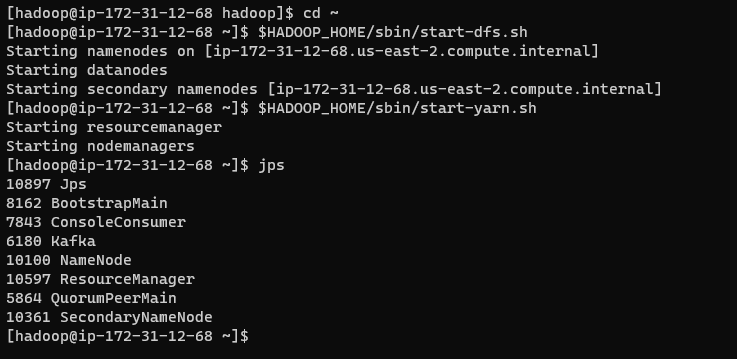 [hadoop@ip-172-31-12-68 hadoop]$ cd ~
[hadoop@ip-172-31-12-68 ~]$ $HADOOP_HOME/sbin/start-dfs.sh
Starting namenodes on [ip-172-31-12-68.us-east-2.compute.internal]
Starting datanodes
Starting secondary namenodes [ip-172-31-12-68.us-east-2.compute.internal]
[hadoop@ip-172-31-12-68 ~]$ $HADOOP_HOME/sbin/start-yarn.sh
Starting resourcemanager
Starting nodemanagers
[hadoop@ip-172-31-12-68 ~]$ jps
10897 Jps
8162 BootstrapMain
7843 ConsoleConsumer
6180 Kafka
10100 NameNode
10597 ResourceManager
5864 QuorumPeerMain
10361 SecondaryNameNode
[hadoop@ip-172-31-12-68 ~]$